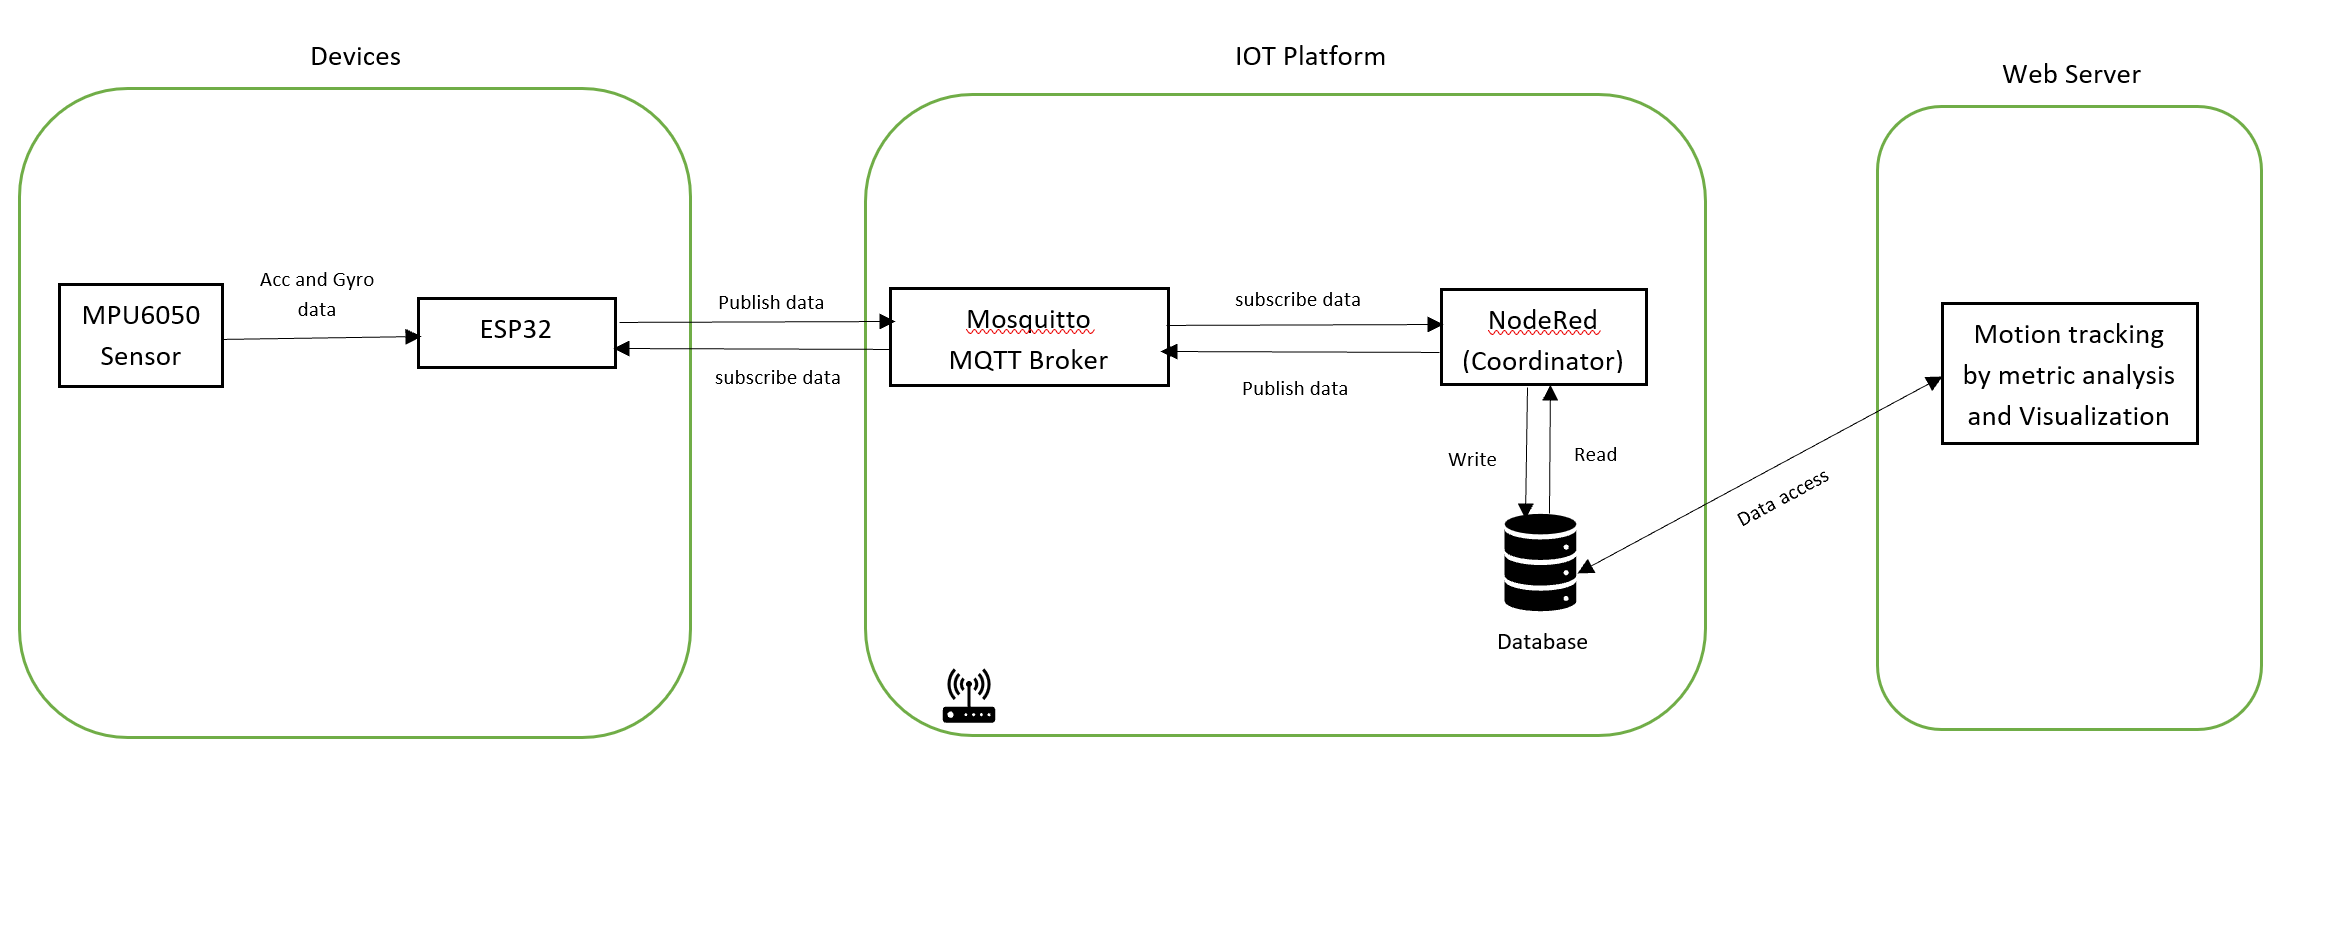 Devices
IOT Platform
Web Server
Acc and Gyro
data
MPU6050
Sensor
ESP32
Publish data
subscribe data
Mosquitto
MQTT Broker
subscribe data
Publish data
NodeRed
(Coordinator)
Write
Read
Database
Data access
Motion tracking
by metric analysis
and Visualization